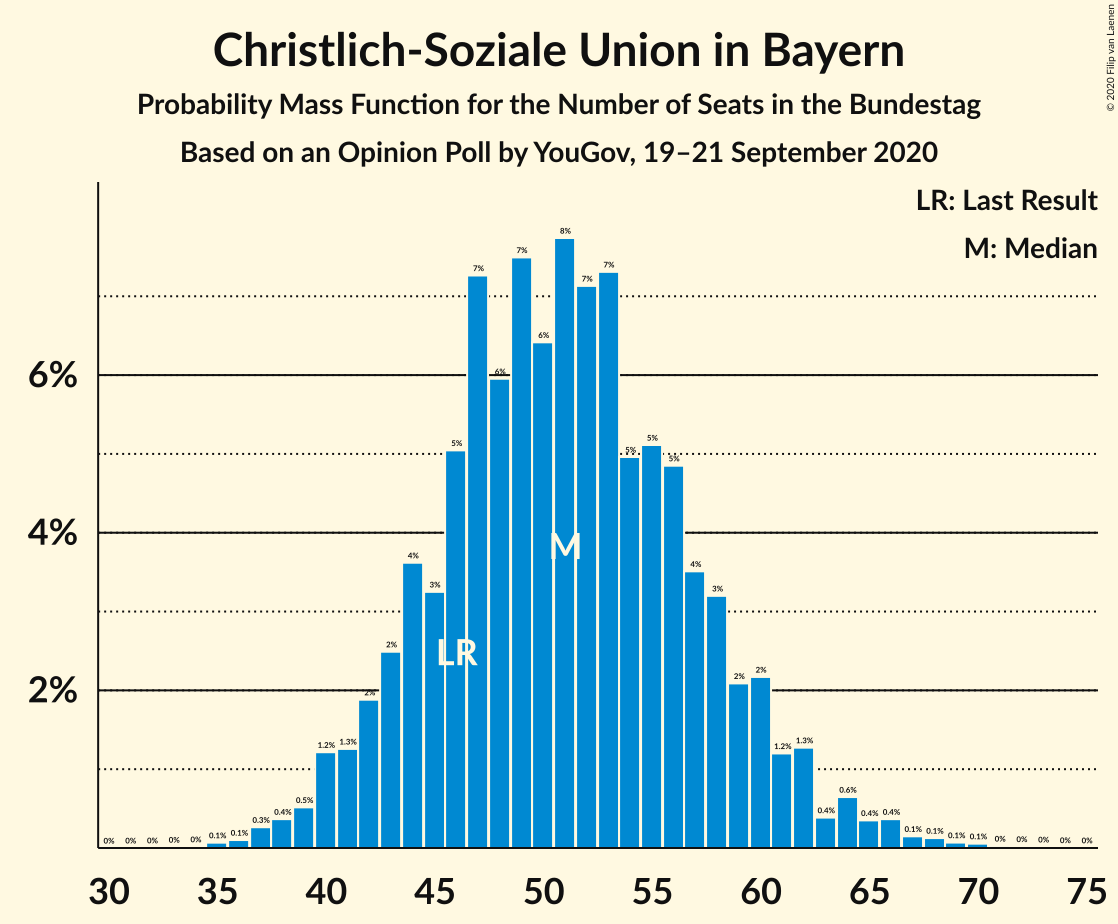 Christlich-Soziale Union in Bayern
Probability Mass Function for the Number of Seats in the Bundestag
Based on an Opinion Poll by YouGov, 19–21 September 2020
© 2020 Filip van Laenen
LR: Last Result
M: Median
6%
4%
2%
0% 0% 0% 0% 0% 0.1% 0.1% 0.3% 0.4% 0.5% 1.2% 1.3% 2% 2% 4% 3% 5% 7% 6% 7% 6% 8% 7% 7% 5% 5% 5% 4% 3% 2% 2% 1.2% 1.3% 0.4% 0.6% 0.4% 0.4% 0.1% 0.1% 0.1% 0.1% 0% 0% 0% 0% 0%
M
LR
30 35 40 45 50 55 60 65 70 75